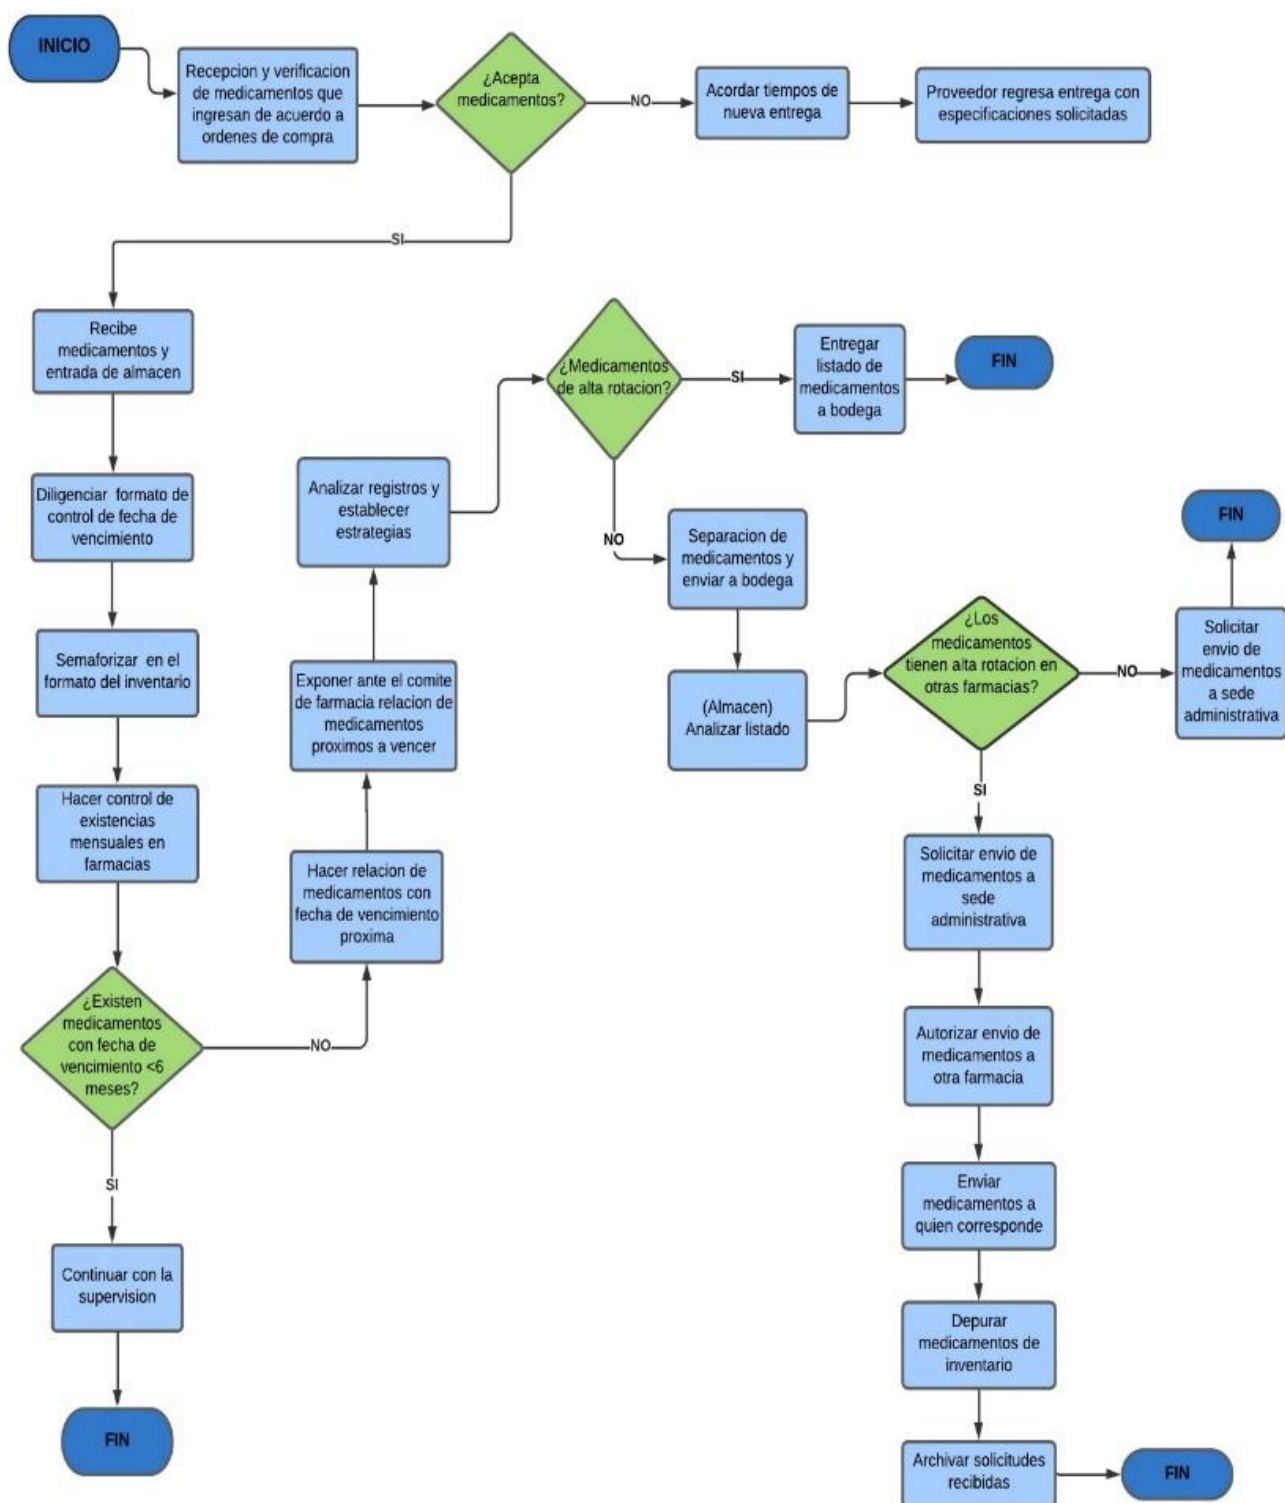 INICIO
Recepcion y verificacion
de medicamentos que
ingresan de acuerdo a
ordenes de compra
¿Acepta
medicamentos?
NO
Acordar tiempos de
nueva entrega
Proveedor regresa entrega con
especificaciones solicitadas
SI
Recibe
medicamentos y
entrada de almacen
Diligenciar formato de
control de fecha de
vencimiento
Semaforizar en el
formato del inventario
Hacer control de
existencias
mensuales en
farmacias
¿Existen
medicamentos
con fecha de
vencimiento <6
meses?
SI
Continuar con la
supervision
FIN
NO
Hacer relacion de
medicamentos con
fecha de vencimiento
proxima
Exponer ante el comite
de farmacia relacion de
medicamentos
proximos a vencer
Analizar registros y
establecer
estrategias
¿Medicamentos
de alta rotacion?
SI
Entregar
listado de
medicamentos
a bodega
FIN
NO
Separacion de
medicamentos y
enviar a bodega
(Almacen)
Analizar listado
¿Los
medicamentos
tienen alta rotacion en
otras farmacias?
NO
Solicitar
envio de
medicamentos
a sede
administrativa
FIN
SI
Solicitar envio de
medicamentos a
sede
administrativa
Autorizar envio de
medicamentos a
otra farmacia
Enviar
medicamentos a
quien corresponde
Depurar
medicamentos de
inventario
Archivar solicitudes
recibidas
FIN